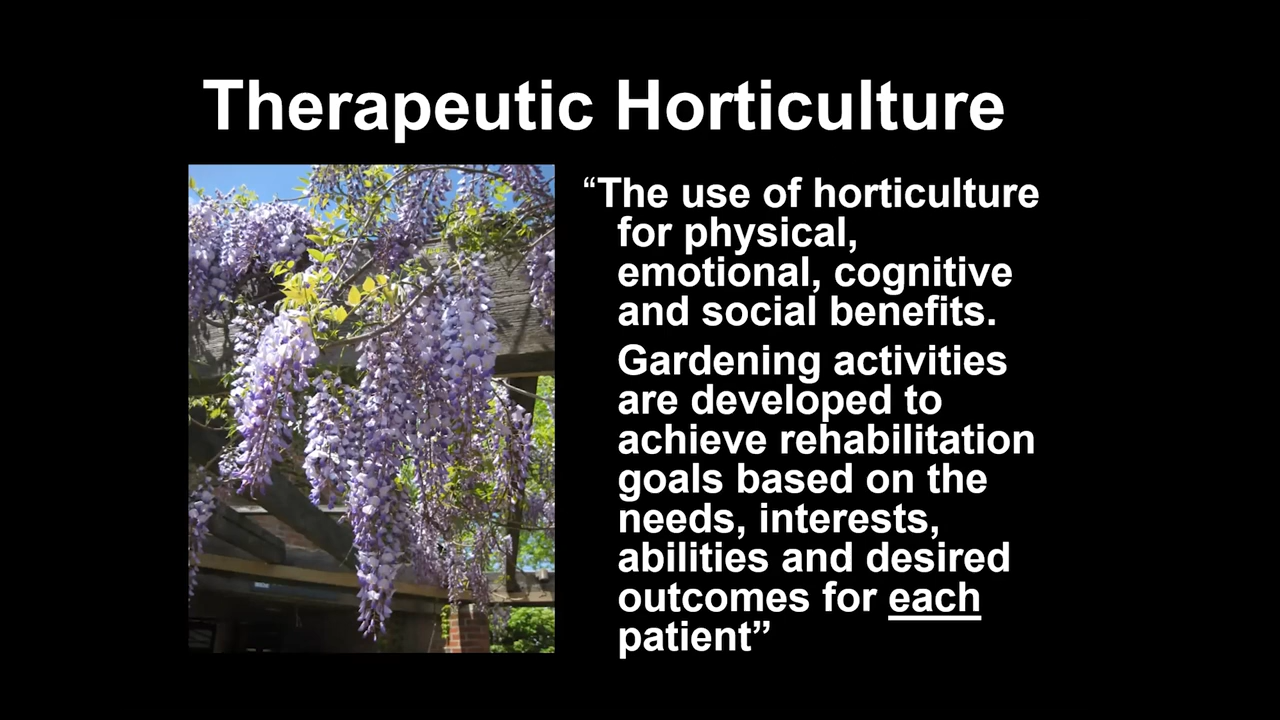 Therapeutic Horticulture
“The use of horticulture
for physical,
emotional, cognitive
and social benefits.
Gardening activities
are developed to
achieve rehabilitation
goals based on the
needs, interests,
abilities and desired
outcomes for each
patient”